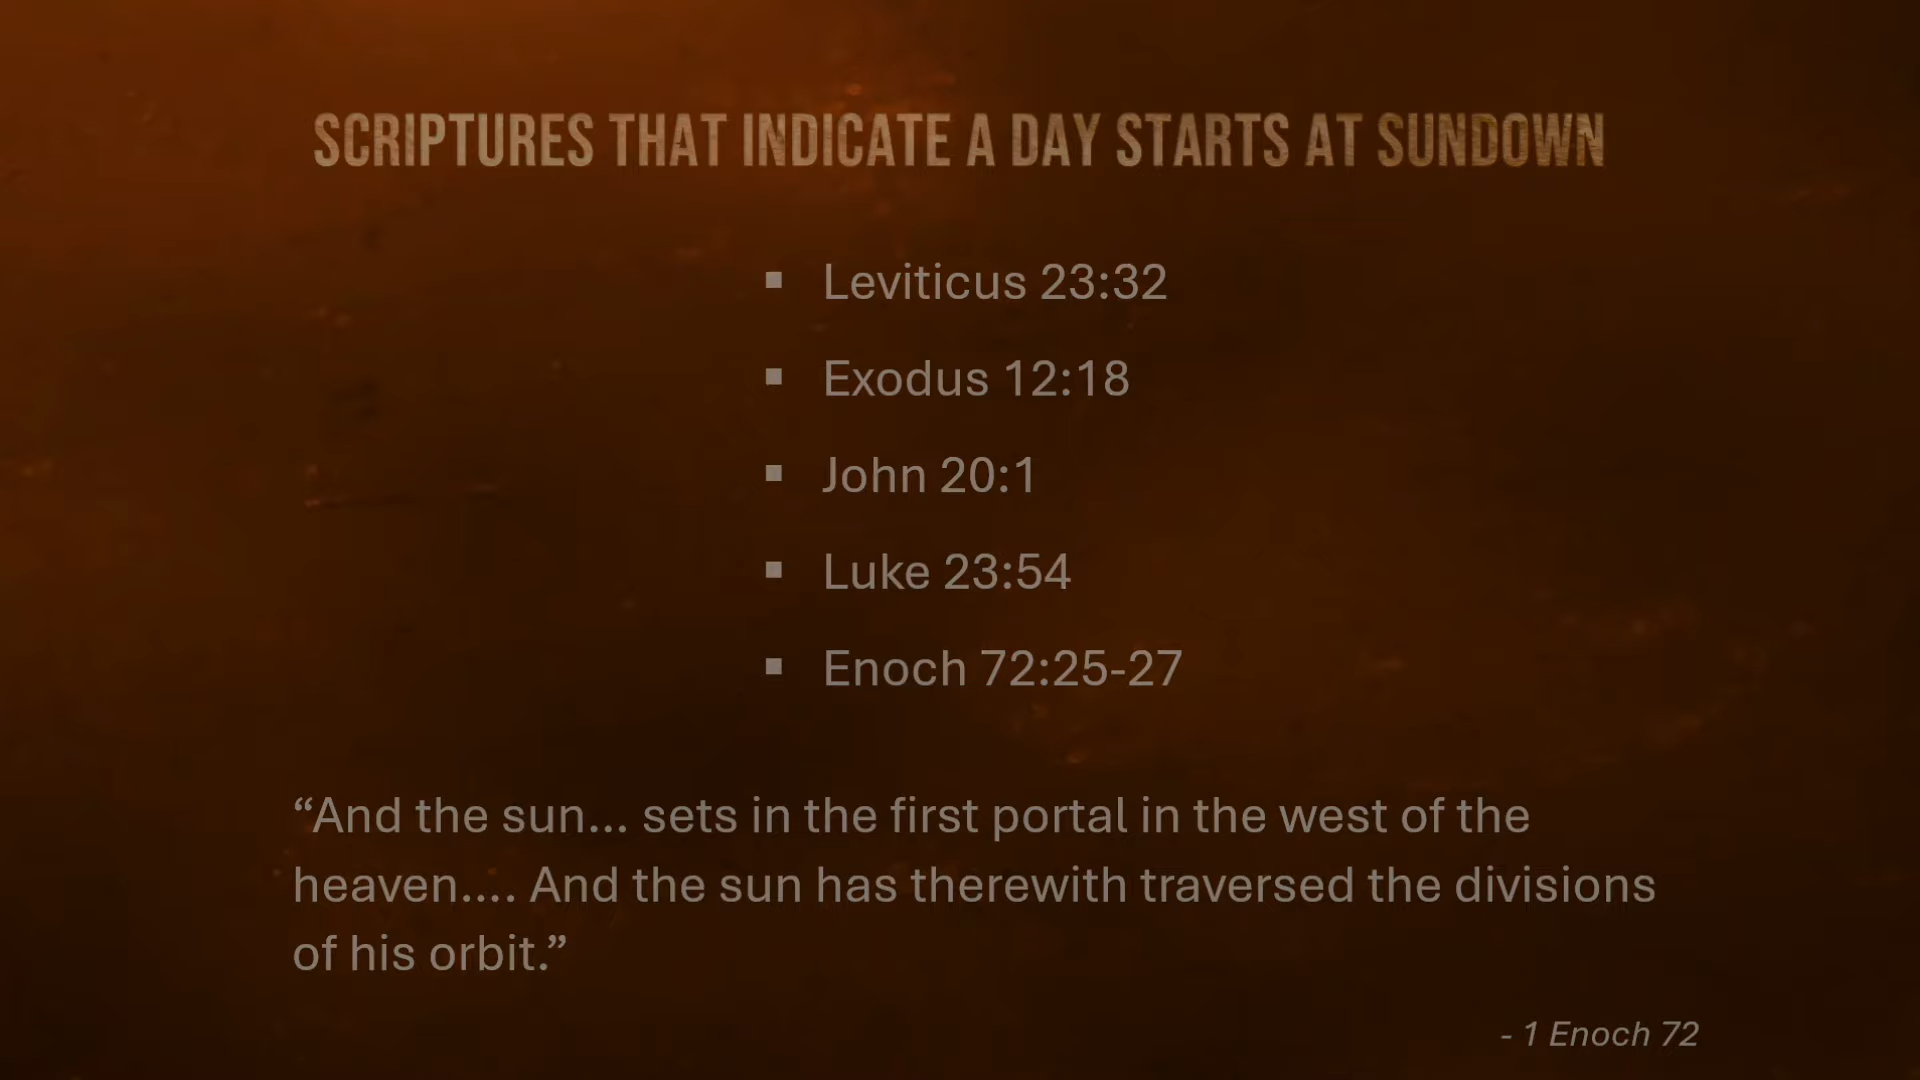 SCRIPTURES THAT INDICATE A DAY STARTS AT SUNDOWN
▪ Leviticus 23:32
▪ Exodus 12:18
▪ John 20:1
▪ Luke 23:54
▪ Enoch 72:25-27
“And the sun... sets in the first portal in the west of the
heaven.... And the sun has therewith traversed the divisions
of his orbit.”
- 1 Enoch 72